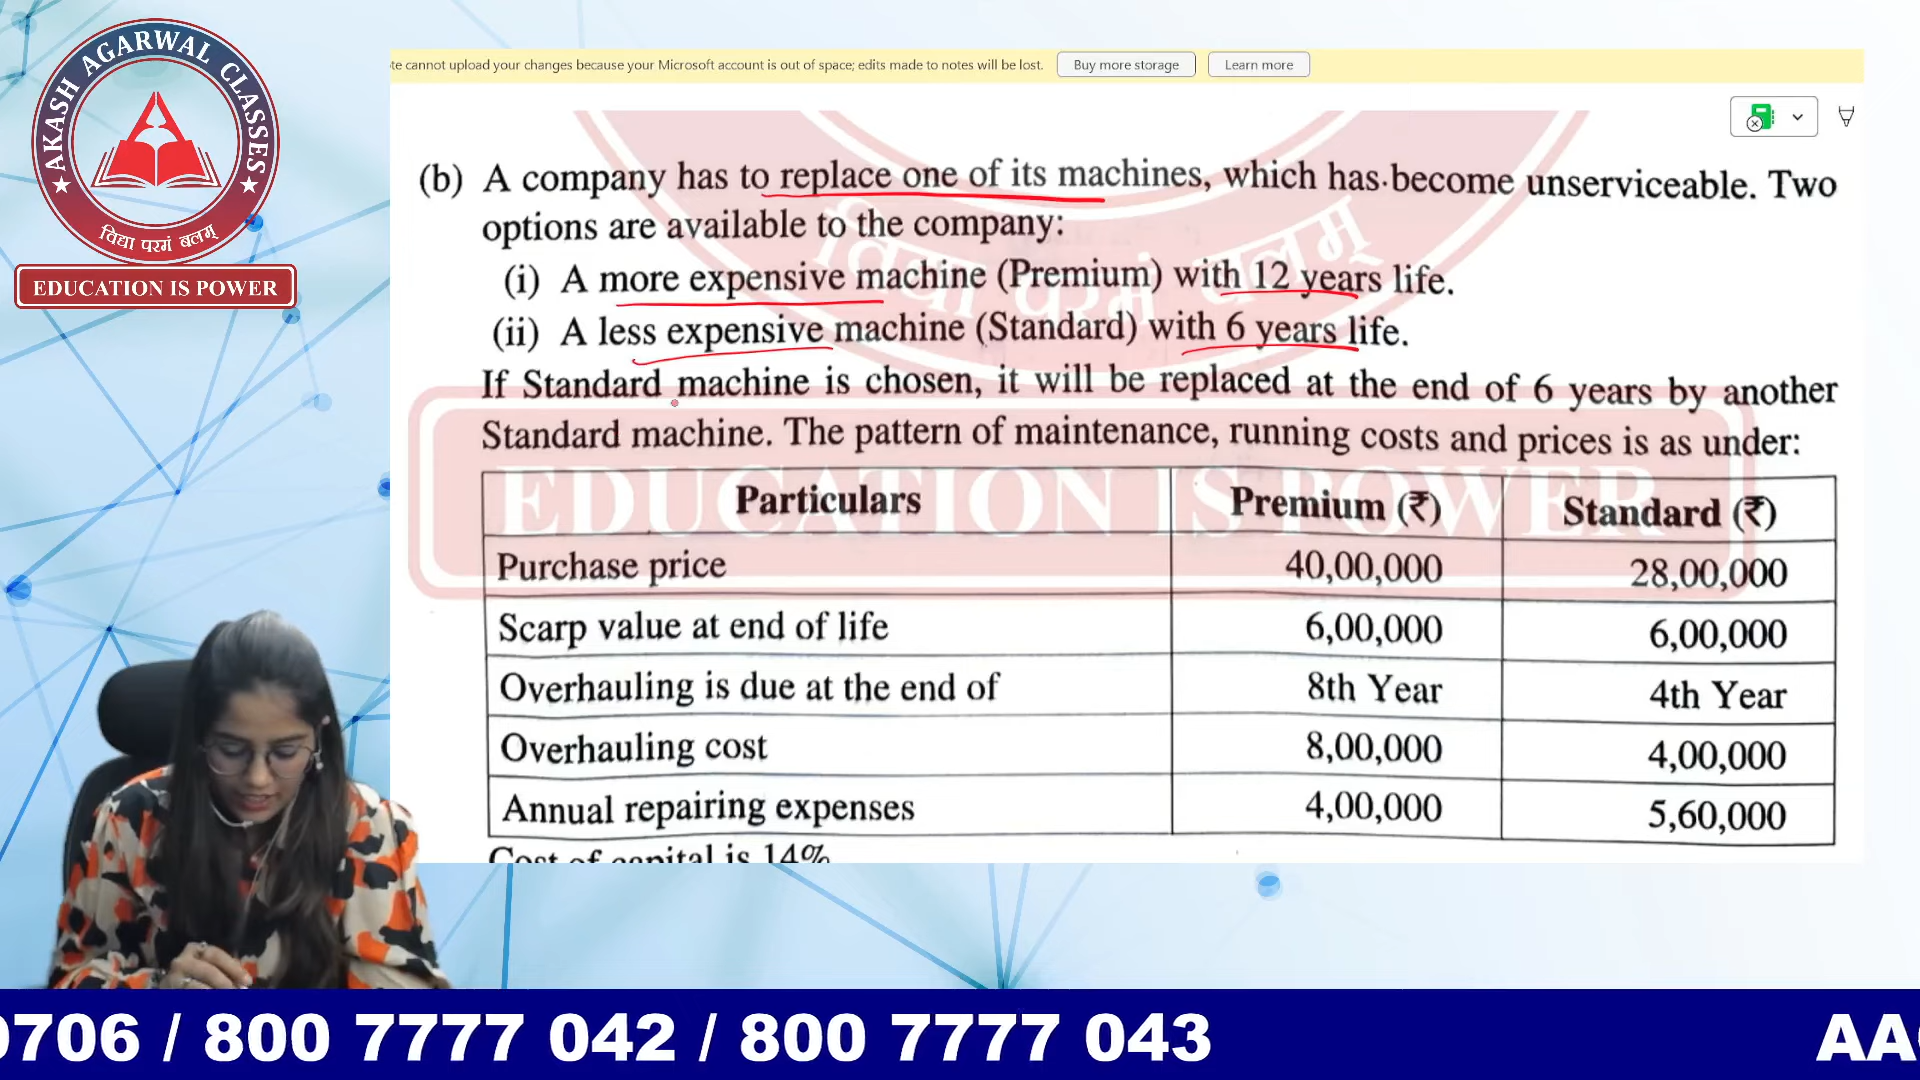 AKASH AGARWAL CLASSES
विद्या परमं बलम्
EDUCATION IS POWER
te cannot upload your changes because your Microsoft account is out of space; edits made to notes will be lost. Buy more storage Learn more
(b) A company has to replace one of its machines, which has become unserviceable. Two
options are available to the company:
(i) A more expensive machine (Premium) with 12 years life.
(ii) A less expensive machine (Standard) with 6 years life.
If Standard machine is chosen, it will be replaced at the end of 6 years by another
Standard machine. The pattern of maintenance, running costs and prices is as under:
विद्या परमं बलम्
EDUCATION IS POWER
Particulars Premium (₹) Standard (₹)
Purchase price 40,00,000 28,00,000
Scarp value at end of life 6,00,000 6,00,000
Overhauling is due at the end of 8th Year 4th Year
Overhauling cost 8,00,000 4,00,000
Annual repairing expenses 4,00,000 5,60,000
Cost of capital is 14%
0706 / 800 7777 042 / 800 7777 043 AA